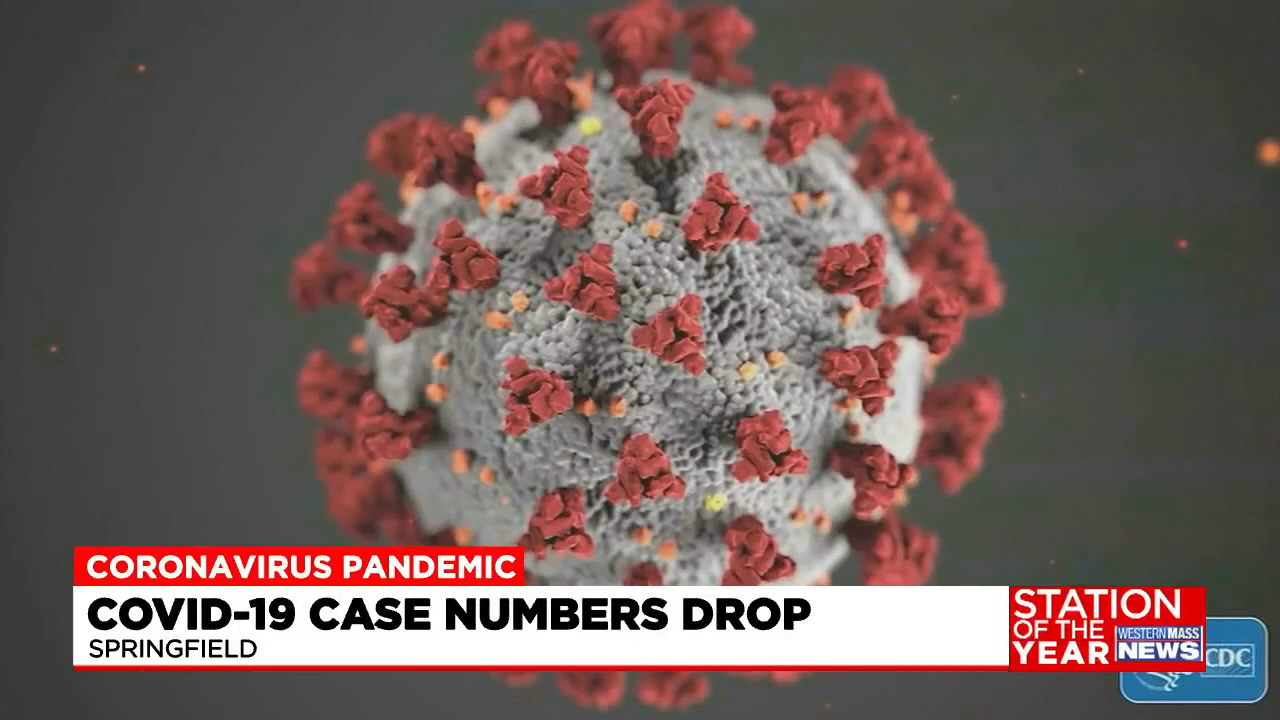 CORONAVIRUS PANDEMIC
COVID-19 CASE NUMBERS DROP
SPRINGFIELD
STATION
OF THE
YEAR
WESTERN MASS
NEWS
CDC